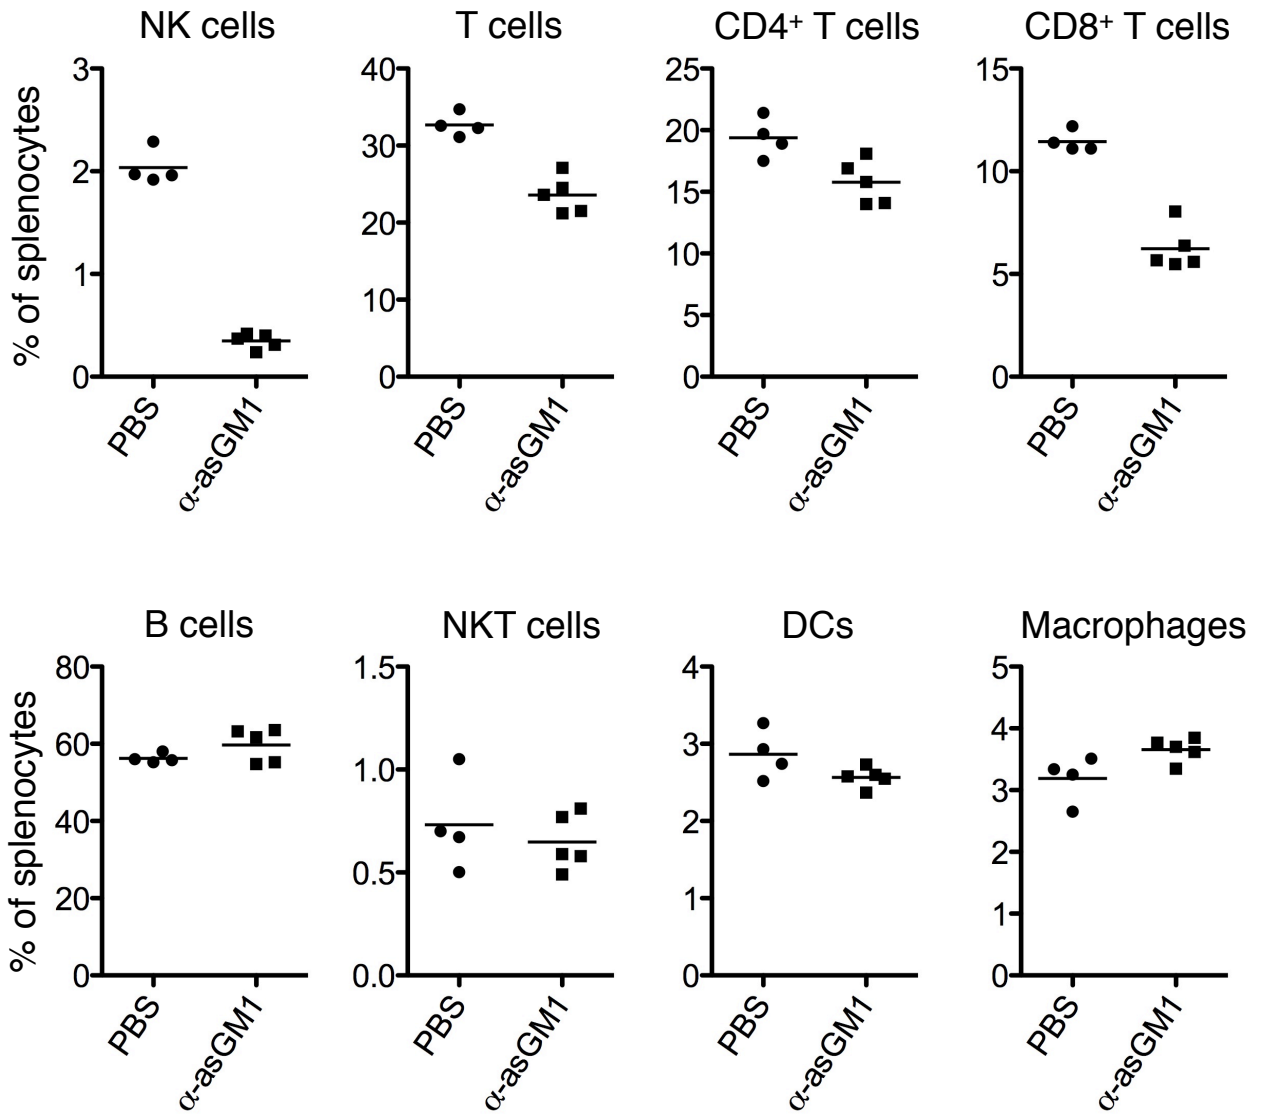 NK cells
T cells
CD4⁺ T cells
CD8⁺ T cells
% of splenocytes
3
2
1
0
PBS
α-asGM1
40
30
20
10
0
PBS
α-asGM1
25
20
15
10
5
0
PBS
α-asGM1
15
10
5
0
PBS
α-asGM1
B cells
NKT cells
DCs
Macrophages
% of splenocytes
80
60
40
20
0
PBS
α-asGM1
1.5
1.0
0.5
0.0
PBS
α-asGM1
4
3
2
1
0
PBS
α-asGM1
5
4
3
2
1
0
PBS
α-asGM1